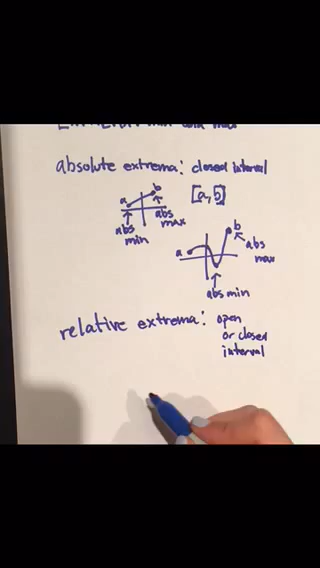 absolute extrema: closed interval
[a,b]
a b
abs min
abs max
a b
abs max
abs min
relative extrema: open
or closed
interval